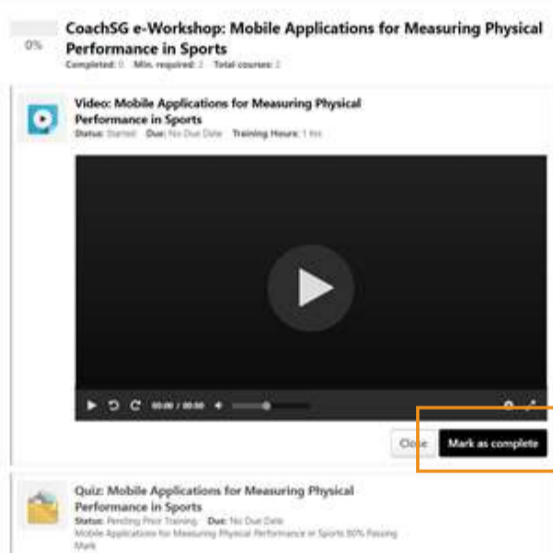 CoachSG e-Workshop: Mobile Applications for Measuring Physical
0%
Performance in Sports
Completed: 0 Min. required: 2 Total courses: 2
Video: Mobile Applications for Measuring Physical
Performance in Sports
Status: Started Due: No Due Date Training Hours: 1 hrs
00:00 / 00:00
Close Mark as complete
Quiz: Mobile Applications for Measuring Physical
Performance in Sports
Status: Pending Prior Training Due: No Due Date
Mobile Applications for Measuring Physical Performance in Sports 80% Passing
Mark